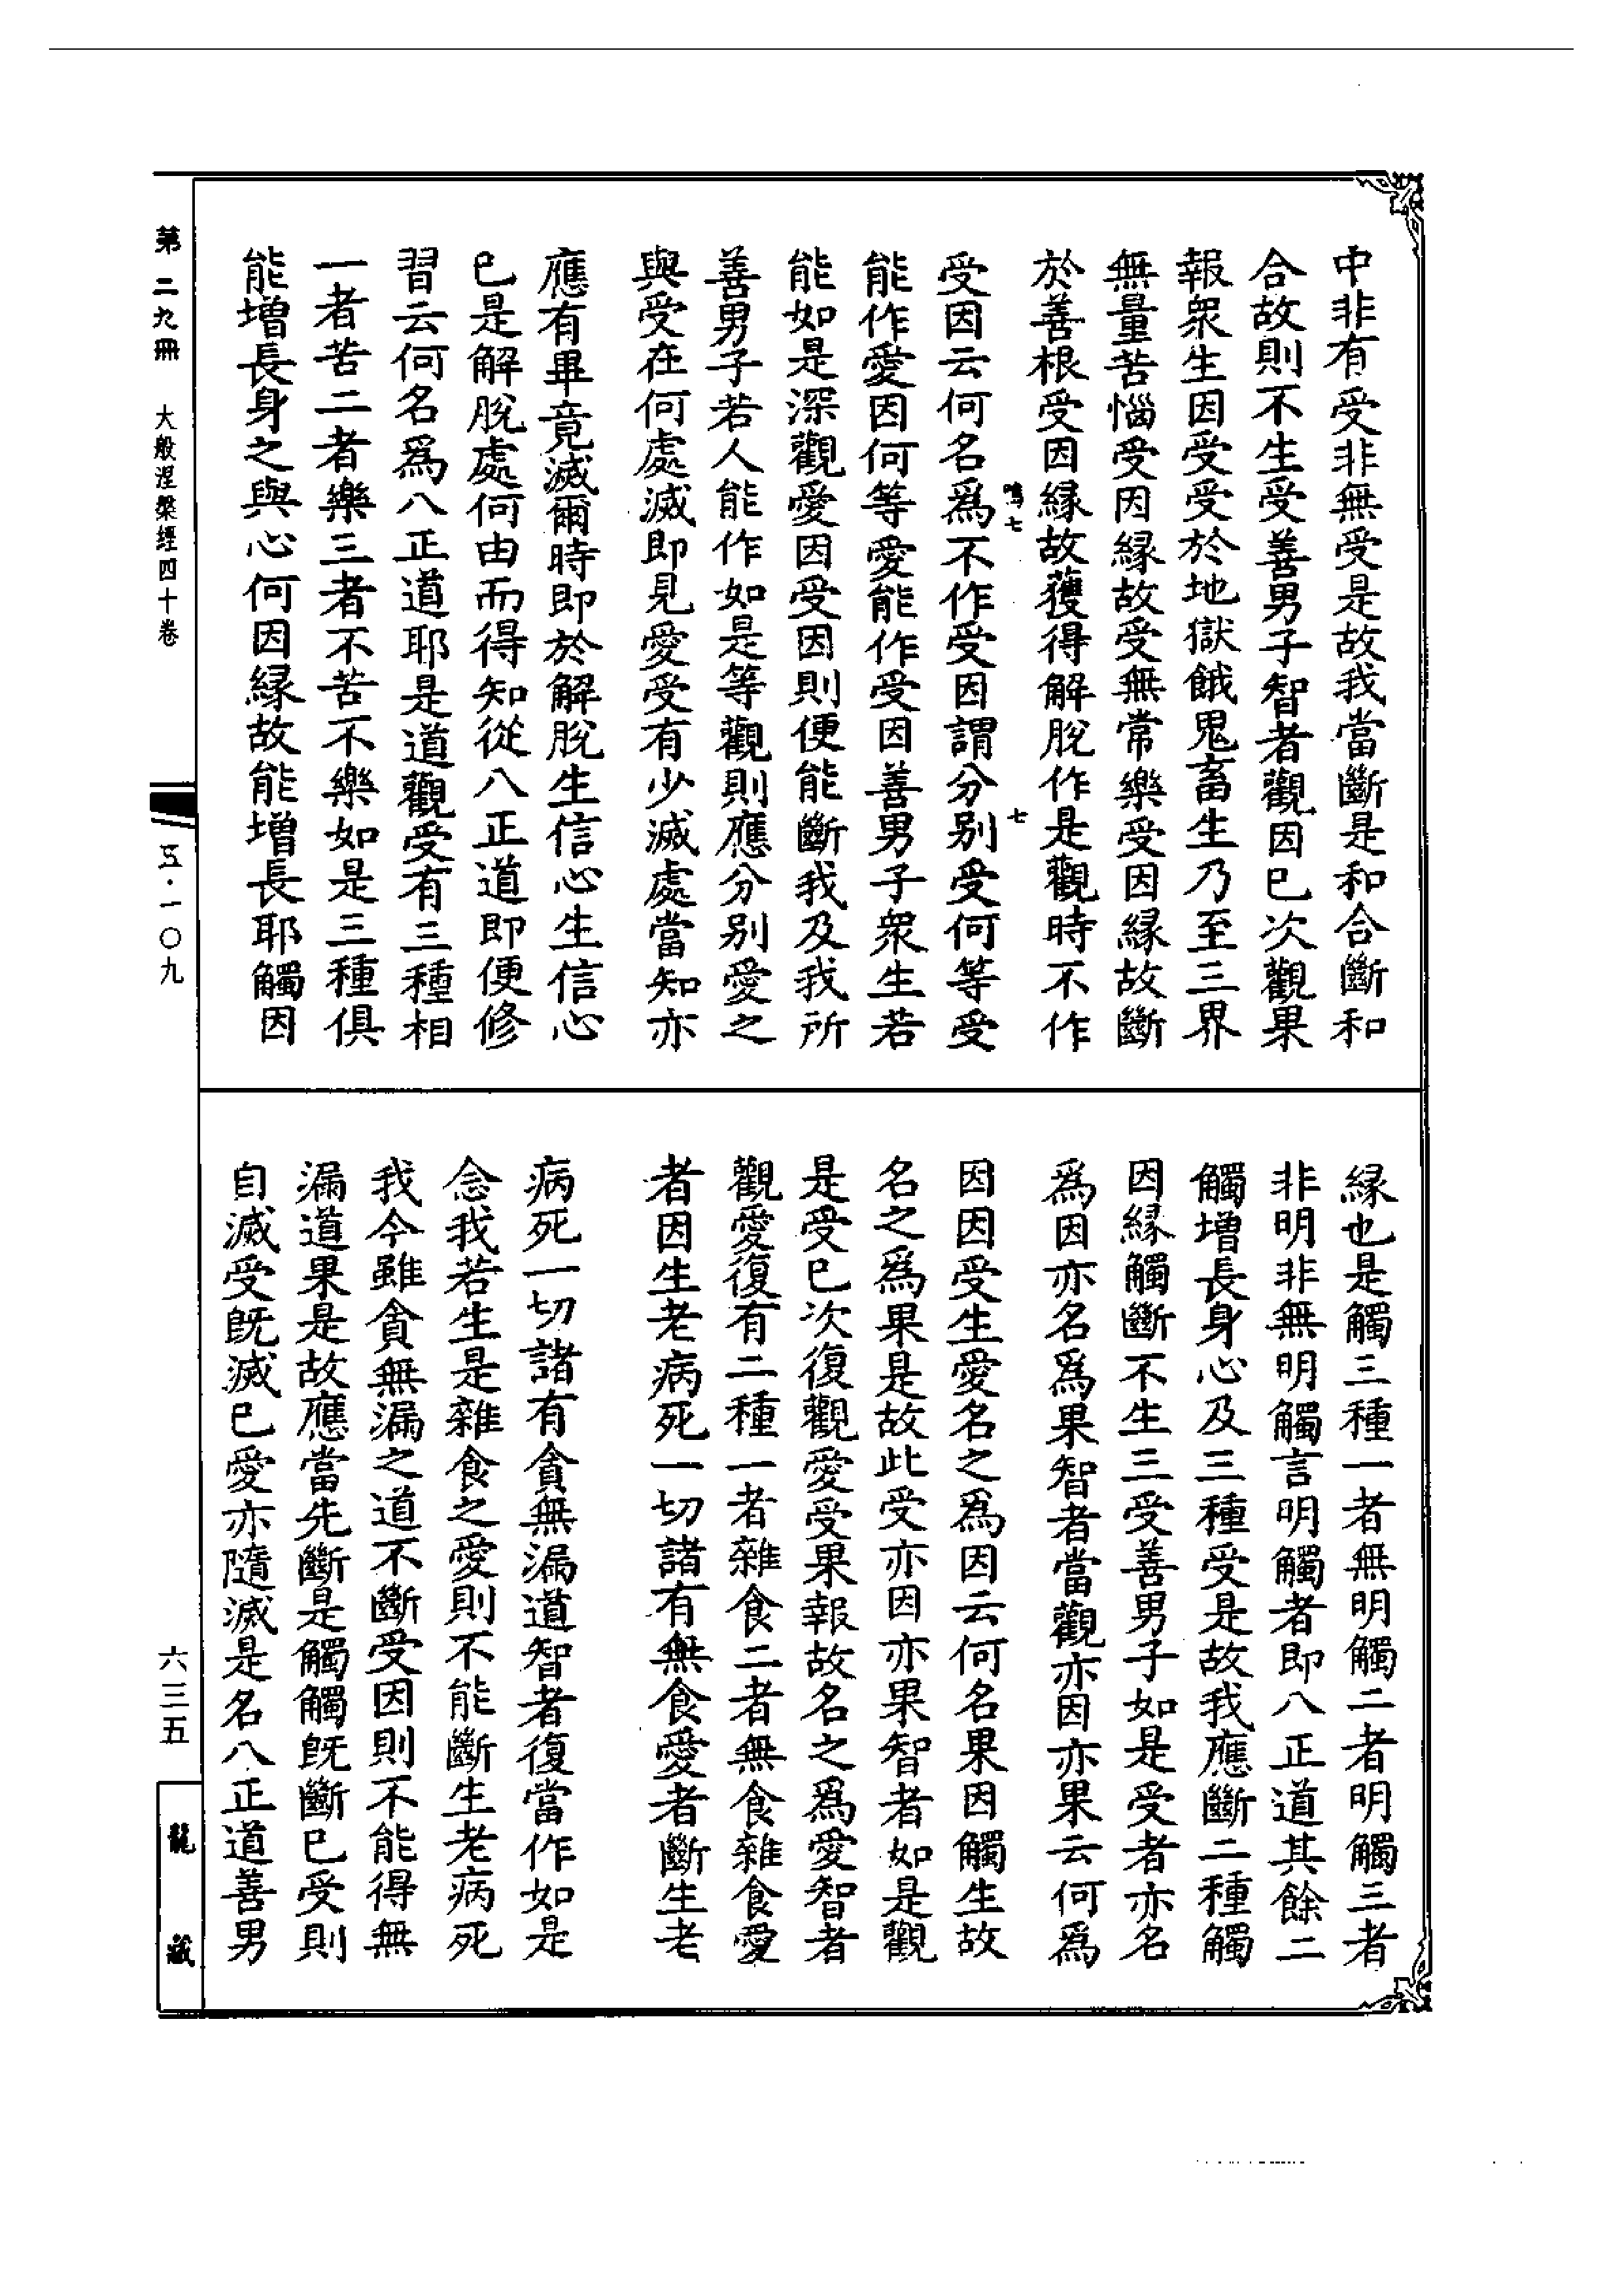 中非有受非無受是故我當斷是和合斷和
合故則不生受善男子智者觀因已次觀果
報衆生因受受於地獄餓鬼畜生乃至三界
無量苦惱受因緣故受無常樂受因緣故斷
於善根受因緣故獲得解脫作是觀時不作
鳴七 七
受因云何名爲不作受因謂分別受何等受
能作愛因何等愛能作受因善男子衆生若
能如是深觀愛因受因則便能斷我及我所
善男子若人能作如是等觀則應分別愛之
與受在何處滅即見愛受有少滅處當知亦
應有畢竟滅爾時即於解脫生信心生信心
已是解脫處何由而得知從八正道即便修
習云何名爲八正道耶是道觀受有三種相
一者苦二者樂三者不苦不樂如是三種俱
能增長身之與心何因緣故能增長耶觸因
緣也是觸三種一者無明觸二者明觸三者
非明非無明觸言明觸者即八正道其餘二
觸增長身心及三種受是故我應斷二種觸
因緣觸斷不生三受善男子如是受者亦名
爲因亦名爲果智者當觀亦因亦果云何爲
因因受生愛名之爲因云何名果因觸生故
名之爲果是故此受亦因亦果智者如是觀
是受已次復觀愛受果報故名之爲愛智者
觀愛復有二種一者雜食二者無食雜食愛
者因生老病死一切諸有無食愛者斷生老
病死一切諸有貪無漏道智者復當作如是
念我若生是雜食之愛則不能斷生老病死
我今雖貪無漏之道不斷受因則不能得無
漏道果是故應當先斷是觸觸旣斷已受則
自滅受旣滅已愛亦隨滅是名八正道善男
第二九冊 大般涅槃經四十卷 五·一〇九 六三五
龍藏